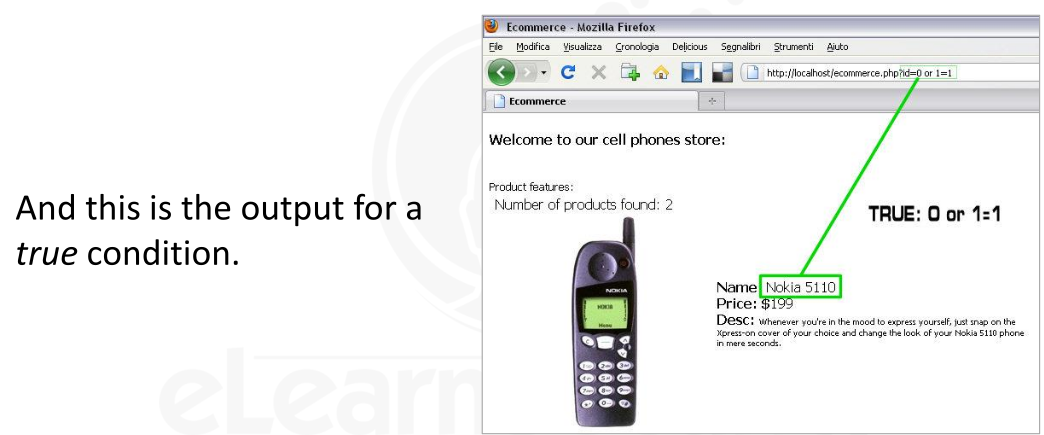 And this is the output for a
true condition.
Ecommerce - Mozilla Firefox
File Modifica Visualizza Cronologia Delicious Segnalibri Strumenti Aiuto
http://localhost/ecommerce.php?id=0 or 1=1
Ecommerce
Welcome to our cell phones store:
Product features:
Number of products found: 2
TRUE: 0 or 1=1
NOKIA
NOKIA
Menu
Name Nokia 5110
Price: $199
Desc: Whenever you're in the mood to express yourself, just snap on the
Xpress-on cover of your choice and change the look of your Nokia 5110 phone
in mere seconds.
eLearn